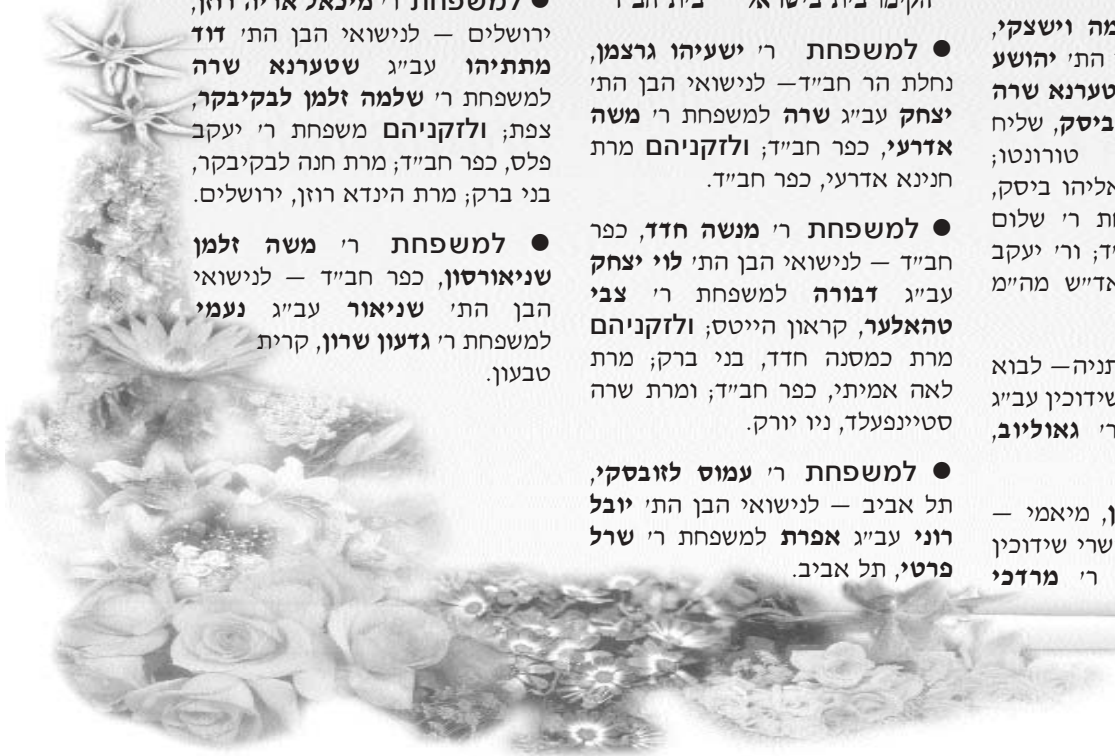 מה וישצקי,
הת׳ יהושע
טערנא שרה
ביסק, שליח
טורונטו;
אליהו ביסק,
ת ר׳ שלום
י״ד; ור׳ יעקב
אד״ש מה״מ
תניה— לבוא
שידוכין עב״ג
ר׳ גאוליוב,
ן, מיאמי —
שרי שידוכין
ר׳ מרדכי
● למשפחת ר׳ ישעיהו גרצמן,
נחלת הר חב״ד— לנישואי הבן הת׳
יצחק עב״ג שרה למשפחת ר׳ משה
אדרעי, כפר חב״ד; ולזקניהם מרת
חנינא אדרעי, כפר חב״ד.
● למשפחת ר׳ מנשה חדד, כפר
חב״ד — לנישואי הבן הת׳ לוי יצחק
עב״ג דבורה למשפחת ר׳ צבי
טהאלער, קראון הייטס; ולזקניהם
מרת כמסנה חדד, בני ברק; מרת
לאה אמיתי, כפר חב״ד; ומרת שרה
סטיינפעלד, ניו יורק.
● למשפחת ר׳ עמוס לזובסקי,
תל אביב — לנישואי הבן הת׳ יובל
רוני עב״ג אפרת למשפחת ר׳ שרל
פרטי, תל אביב.
● למשפחת ר׳ מיכאל אריה רוזן,
ירושלים — לנישואי הבן הת׳ דוד
מתתיהו עב״ג שטערנא שרה
למשפחת ר׳ שלמה זלמן לבקיבקר,
צפת; ולזקניהם משפחת ר׳ יעקב
פלס, כפר חב״ד; מרת חנה לבקיבקר,
בני ברק; מרת הינדא רוזן, ירושלים.
● למשפחת ר׳ משה זלמן
שניאורסון, כפר חב״ד — לנישואי
הבן הת׳ שניאור עב״ג נעמי
למשפחת ר׳ גדעון שרון, קרית
טבעון.